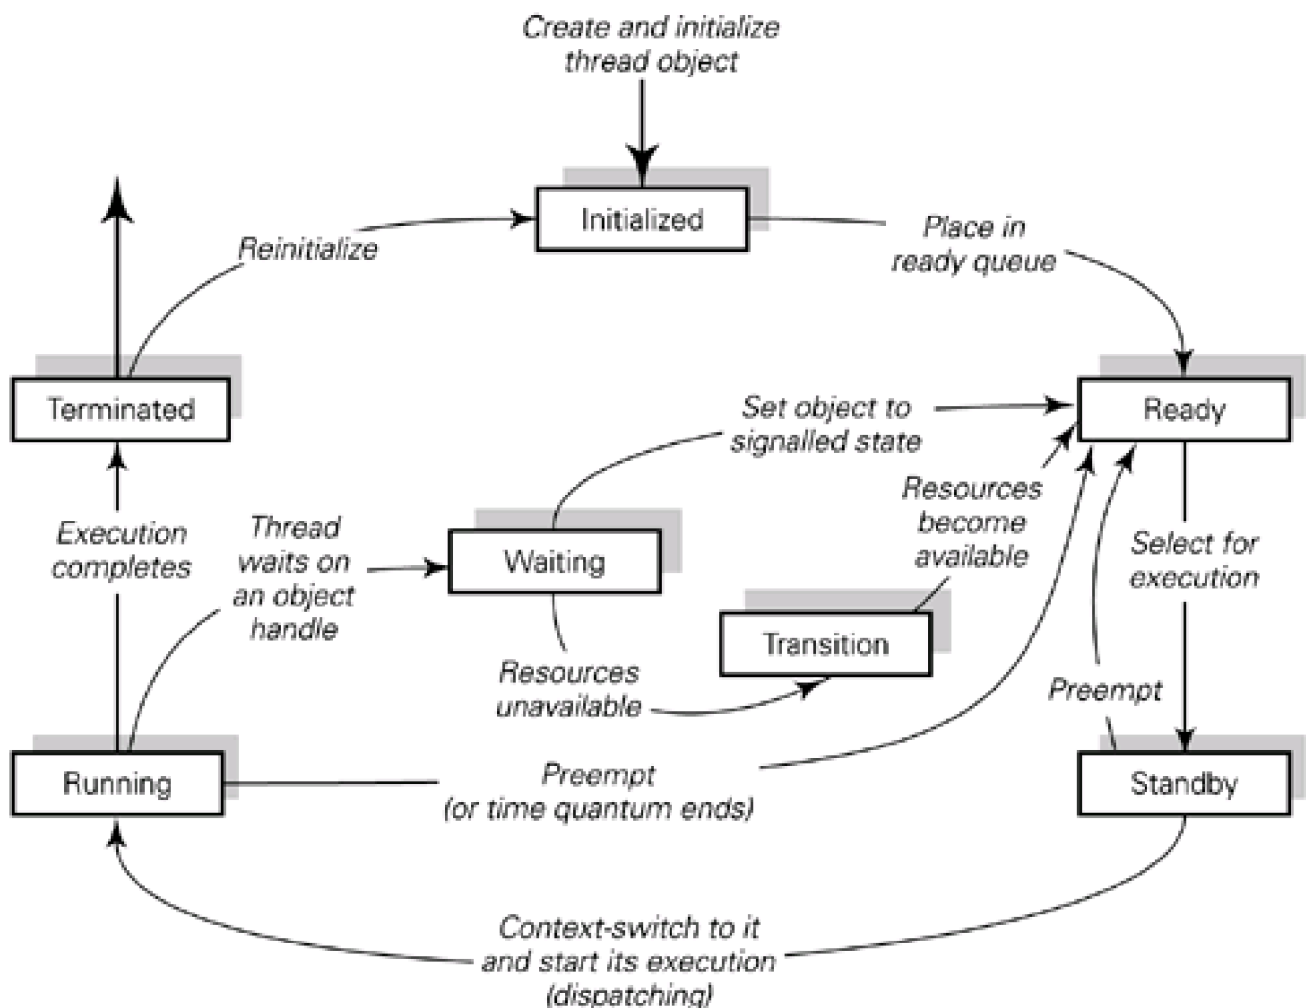 Create and initialize
thread object
Initialized
Reinitialize
Place in
ready queue
Terminated
Set object to
signalled state
Ready
Execution
completes
Thread
waits on
an object
handle
Waiting
Resources
become
available
Select for
execution
Transition
Resources
unavailable
Preempt
Running
Preempt
(or time quantum ends)
Standby
Context-switch to it
and start its execution
(dispatching)